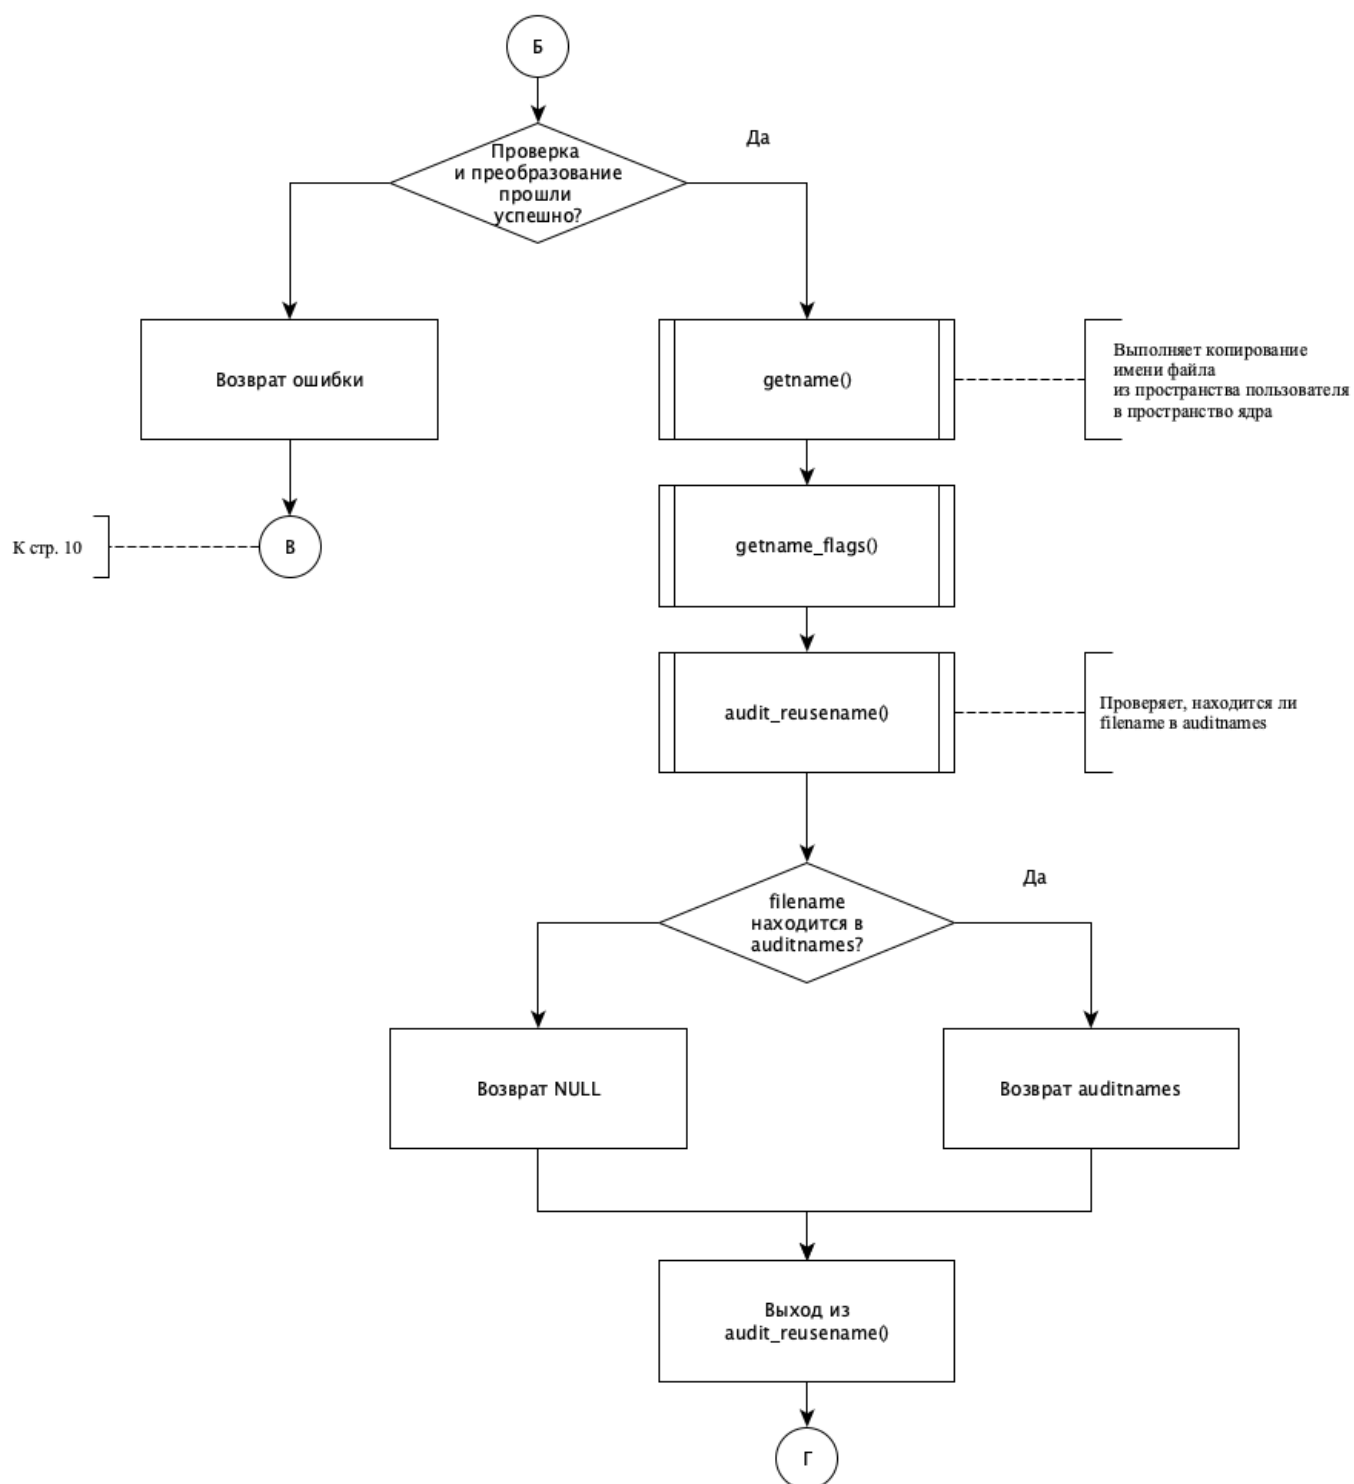 Б
Да
Проверка
и преобразование
прошли
успешно?
Возврат ошибки
getname()
Выполняет копирование
имени файла
из пространства пользователя
в пространство ядра
К стр. 10
В
getname_flags()
audit_reusename()
Проверяет, находится ли
filename в auditnames
Да
filename
находится в
auditnames?
Возврат NULL
Возврат auditnames
Выход из
audit_reusename()
Г